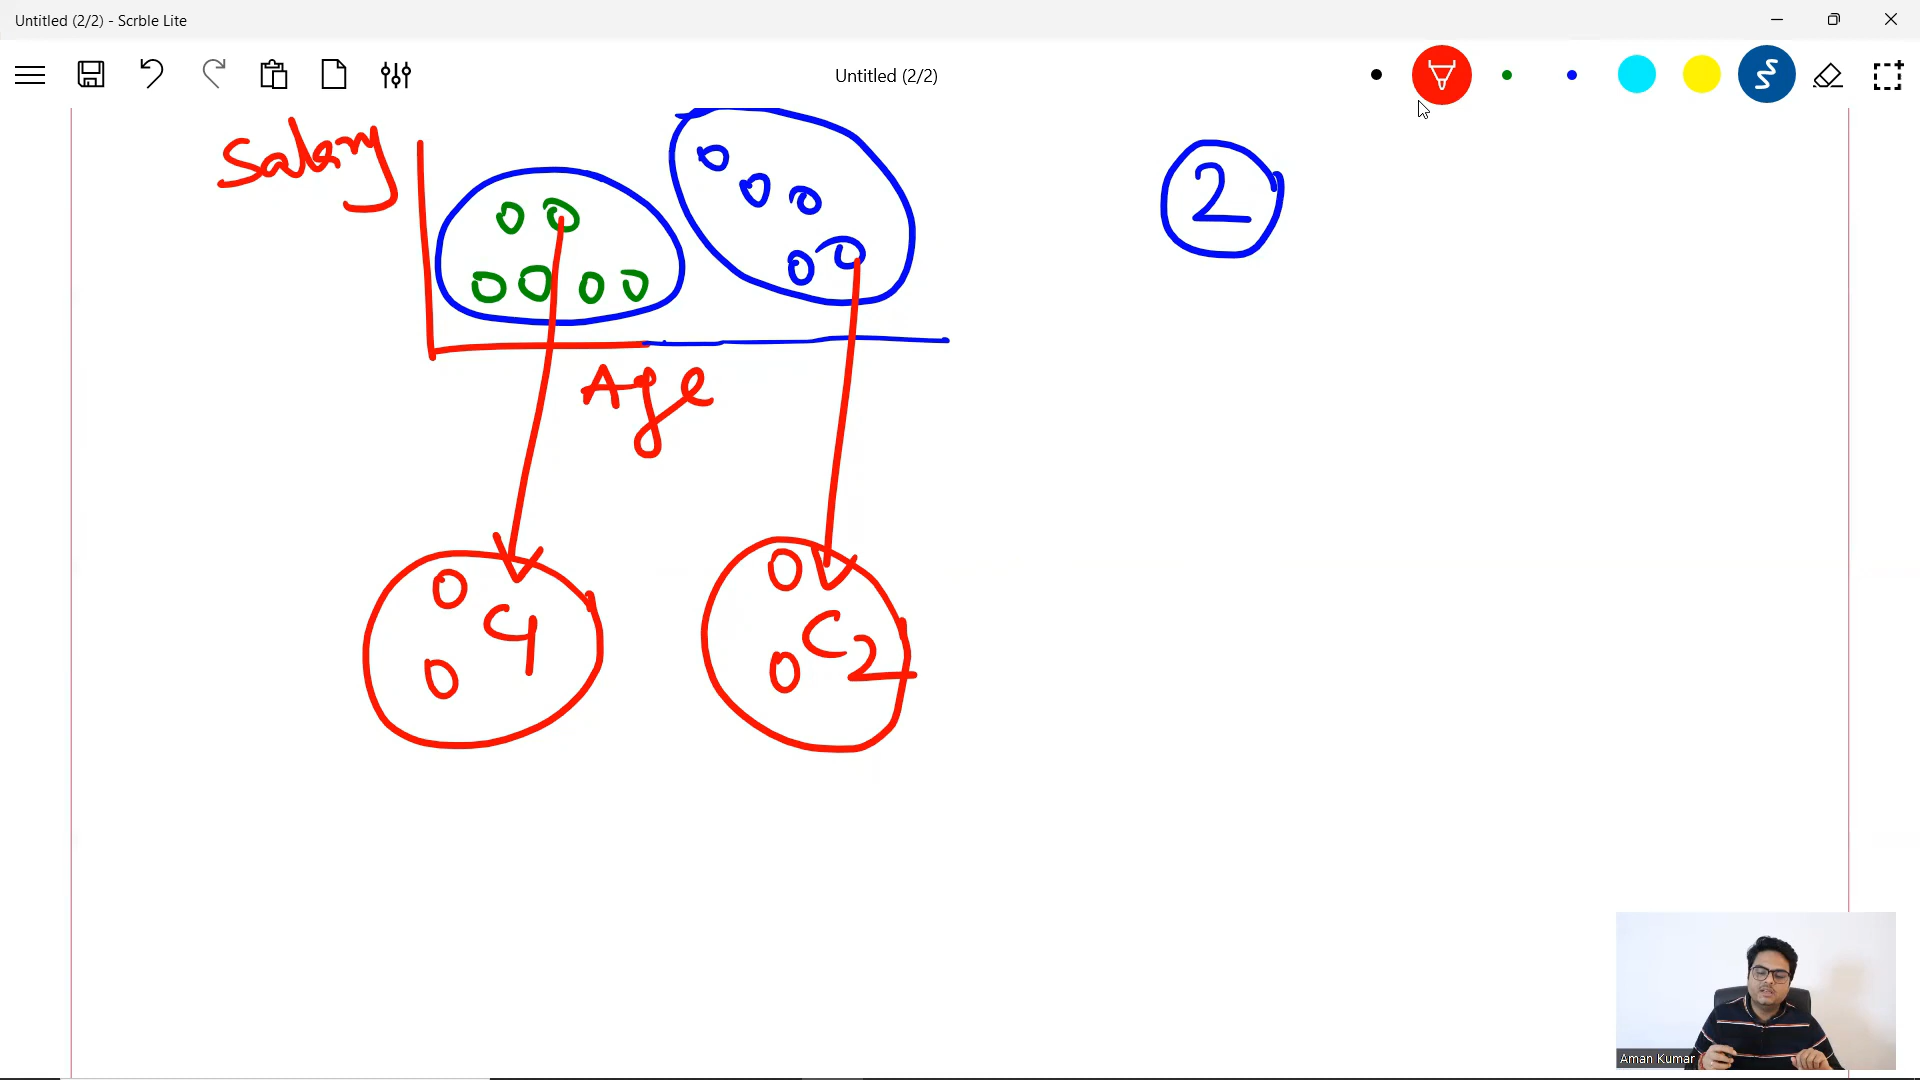 Untitled (2/2) - Scrble Lite
Untitled (2/2)
Salary
2
Age
C1
C2
Aman Kumar